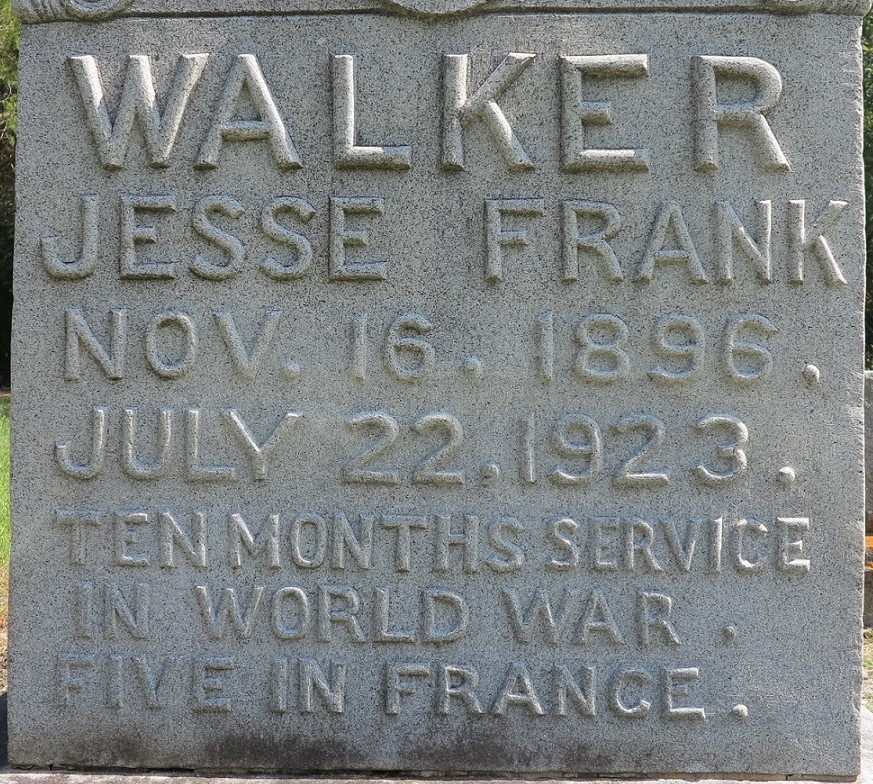 WALKER
JESSE FRANK
NOV. 16. 1896.
JULY 22,1923.
TEN MONTHS SERVICE
IN WORLD WAR.
FIVE IN FRANCE.